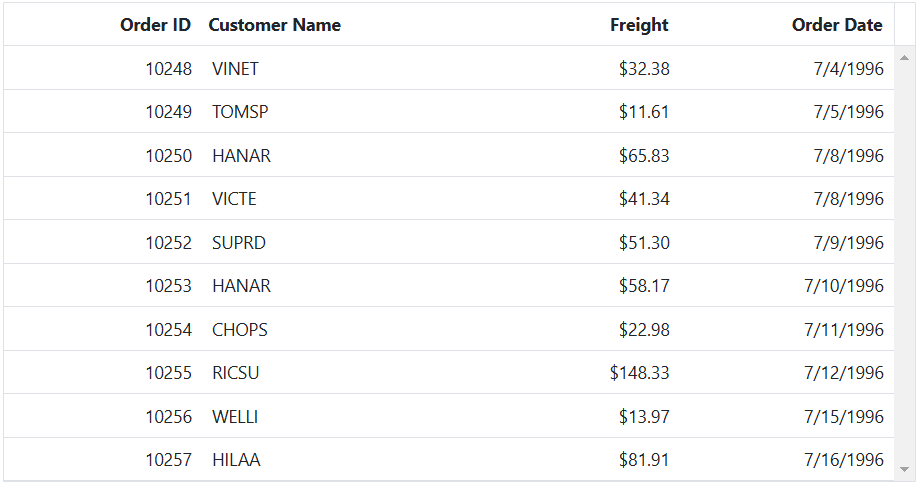 Order ID Customer Name Freight Order Date
10248 VINET $32.38 7/4/1996
10249 TOMSP $11.61 7/5/1996
10250 HANAR $65.83 7/8/1996
10251 VICTE $41.34 7/8/1996
10252 SUPRD $51.30 7/9/1996
10253 HANAR $58.17 7/10/1996
10254 CHOPS $22.98 7/11/1996
10255 RICSU $148.33 7/12/1996
10256 WELLI $13.97 7/15/1996
10257 HILAA $81.91 7/16/1996